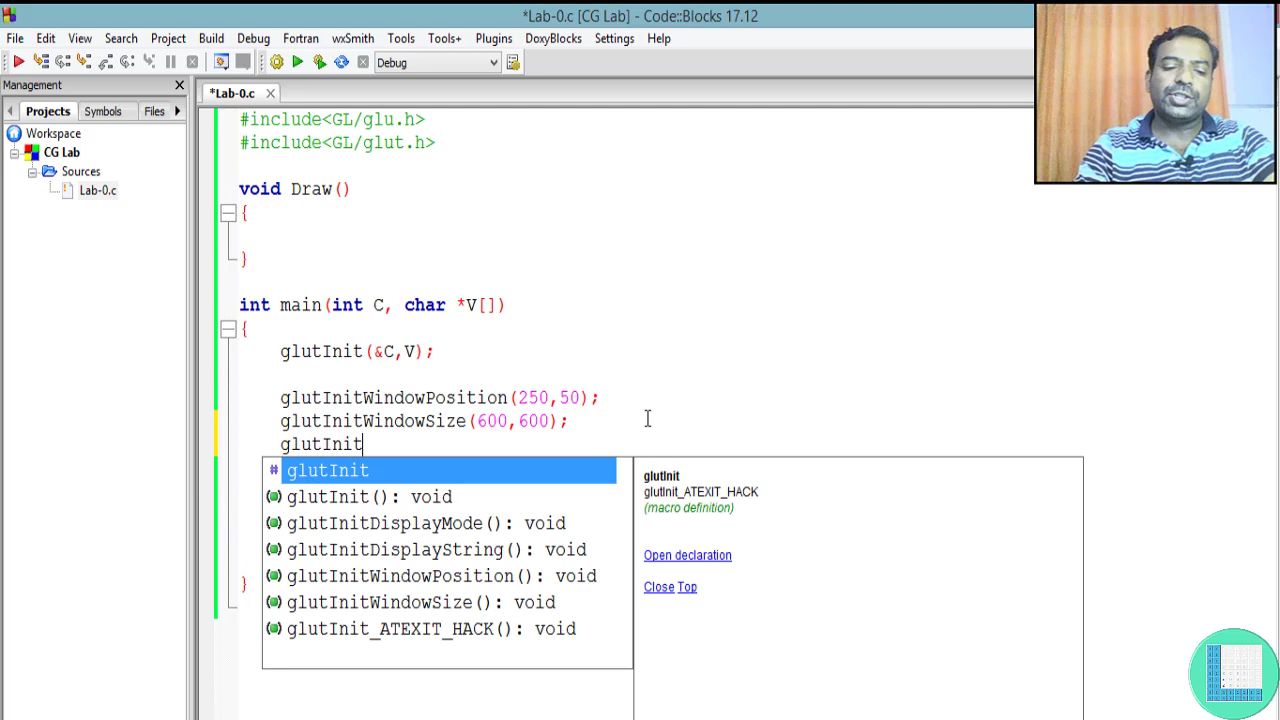 *Lab-0.c [CG Lab] - Code::Blocks 17.12
File Edit View Search Project Build Debug Fortran wxSmith Tools Tools+ Plugins DoxyBlocks Settings Help
Debug
Management
*Lab-0.c
Projects Symbols Files
Workspace
CG Lab
Sources
Lab-0.c
#include<GL/glu.h>
#include<GL/glut.h>
void Draw()
{
}
int main(int C, char *V[])
{
glutInit(&C,V);
glutInitWindowPosition(250,50);
glutInitWindowSize(600,600);
glutInit
}
# glutInit
glutInit(): void
glutInitDisplayMode(): void
glutInitDisplayString(): void
glutInitWindowPosition(): void
glutInitWindowSize(): void
glutInit_ATEXIT_HACK(): void
glutInit
glutInit_ATEXIT_HACK
(macro definition)
Open declaration
Close Top